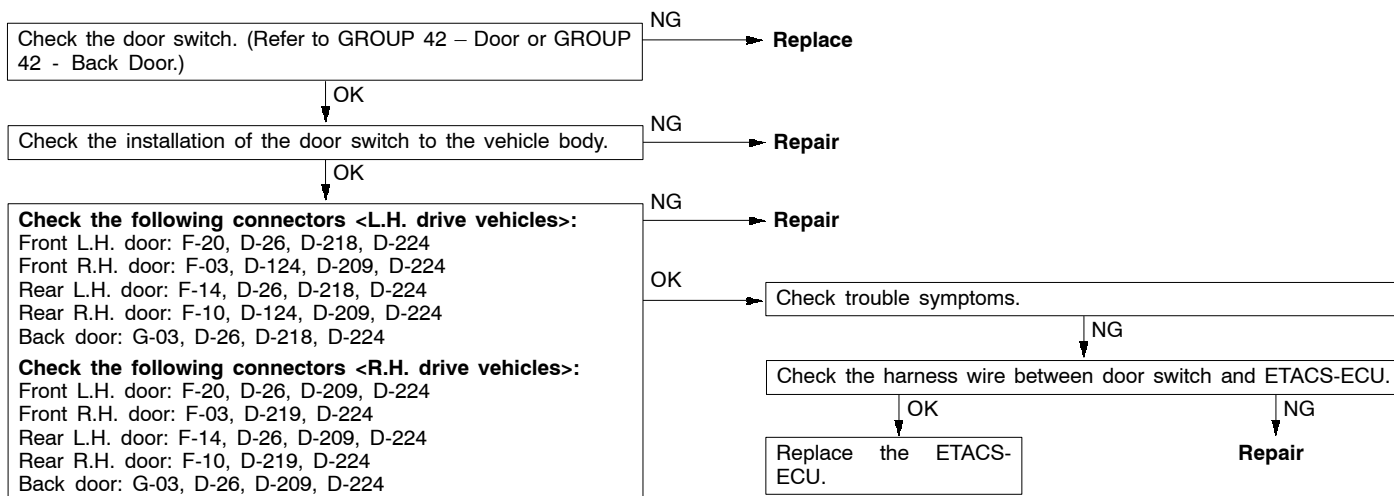 Check the door switch. (Refer to GROUP 42 – Door or GROUP
42 - Back Door.)
NG
Replace
OK
Check the installation of the door switch to the vehicle body.
NG
Repair
OK
Check the following connectors <L.H. drive vehicles>:
Front L.H. door: F-20, D-26, D-218, D-224
Front R.H. door: F-03, D-124, D-209, D-224
Rear L.H. door: F-14, D-26, D-218, D-224
Rear R.H. door: F-10, D-124, D-209, D-224
Back door: G-03, D-26, D-218, D-224
Check the following connectors <R.H. drive vehicles>:
Front L.H. door: F-20, D-26, D-209, D-224
Front R.H. door: F-03, D-219, D-224
Rear L.H. door: F-14, D-26, D-209, D-224
Rear R.H. door: F-10, D-219, D-224
Back door: G-03, D-26, D-209, D-224
NG
Repair
OK
Check trouble symptoms.
NG
Check the harness wire between door switch and ETACS-ECU.
OK
Replace the ETACS-
ECU.
NG
Repair